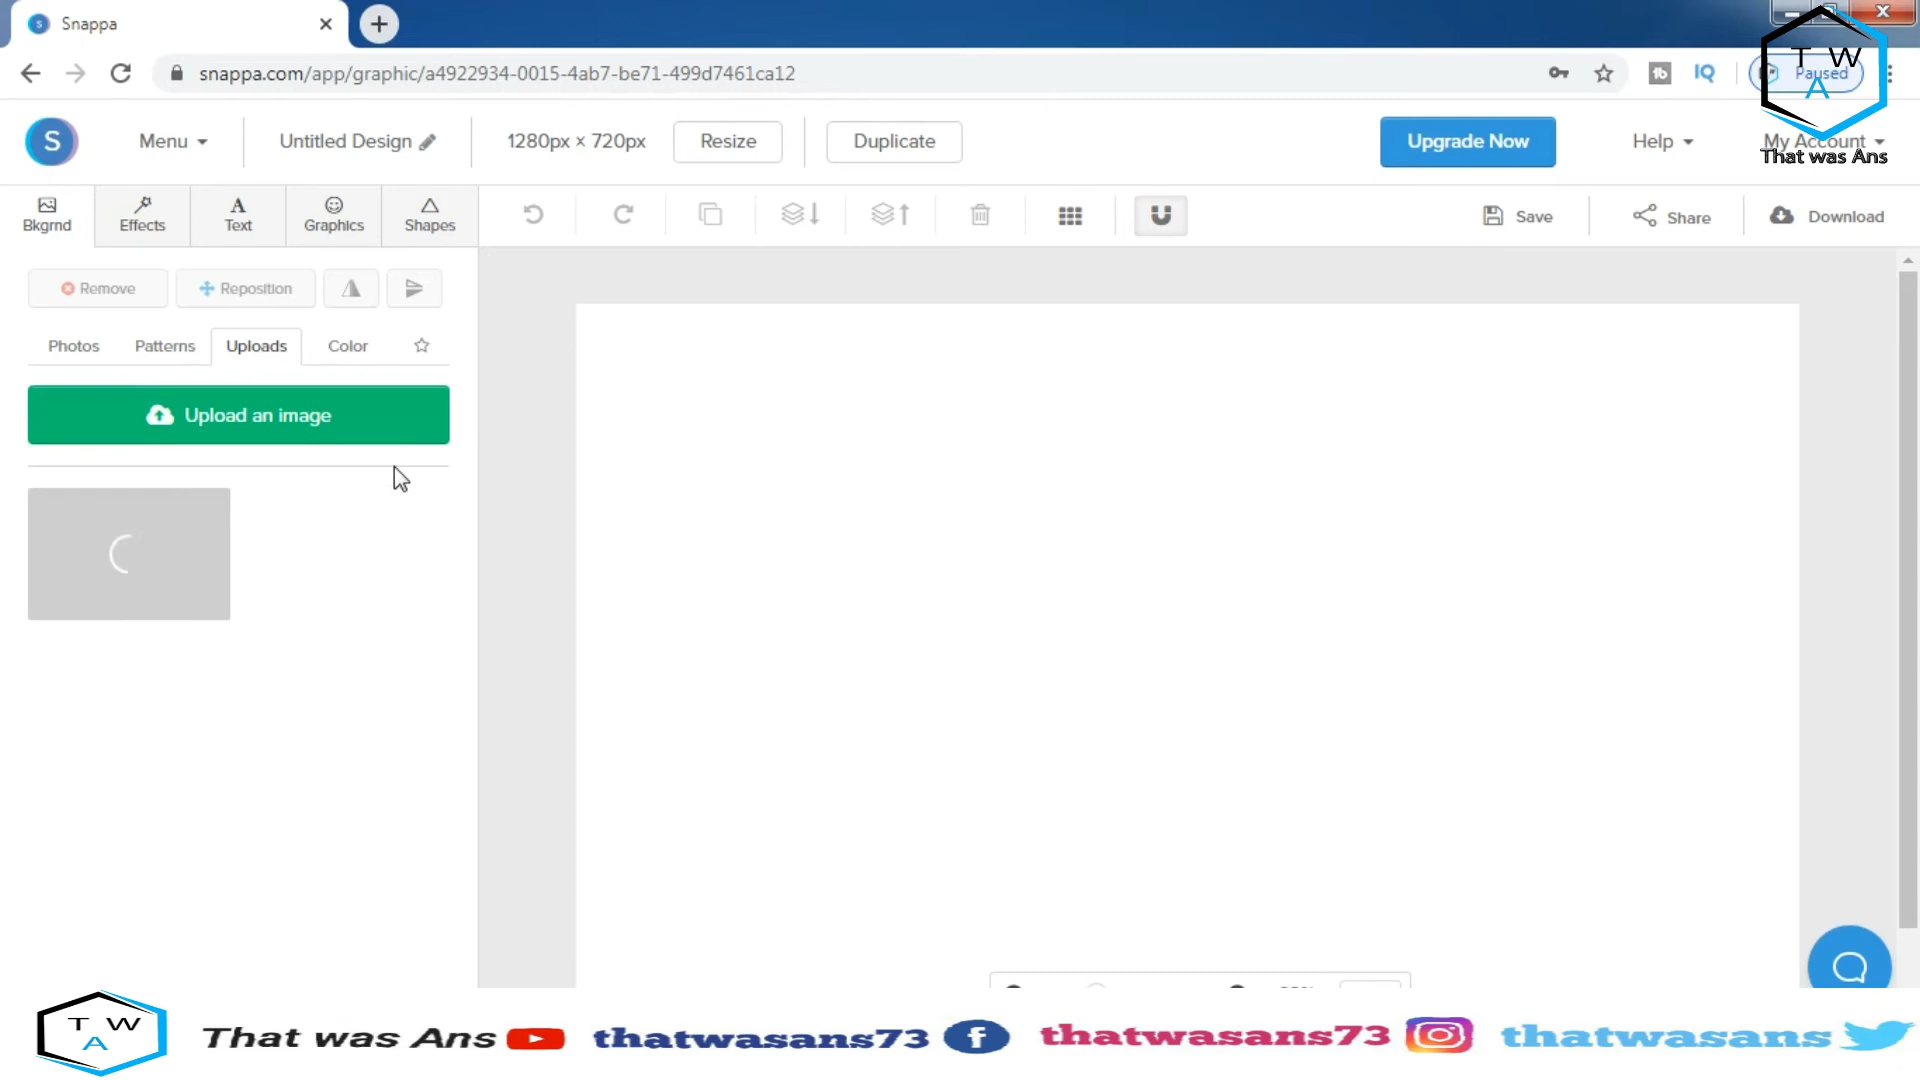 Snappa
snappa.com/app/graphic/a4922934-0015-4ab7-be71-499d7461ca12
tb
IQ
Paused
T W
A
That was Ans
S
Menu
Untitled Design
1280px × 720px
Resize
Duplicate
Upgrade Now
Help
My Account
Bkgrnd
Effects
Text
Graphics
Shapes
Save
Share
Download
Remove
Reposition
Photos
Patterns
Uploads
Color
Upload an image
T W
A
That was Ans
thatwasans73
thatwasans73
thatwasans